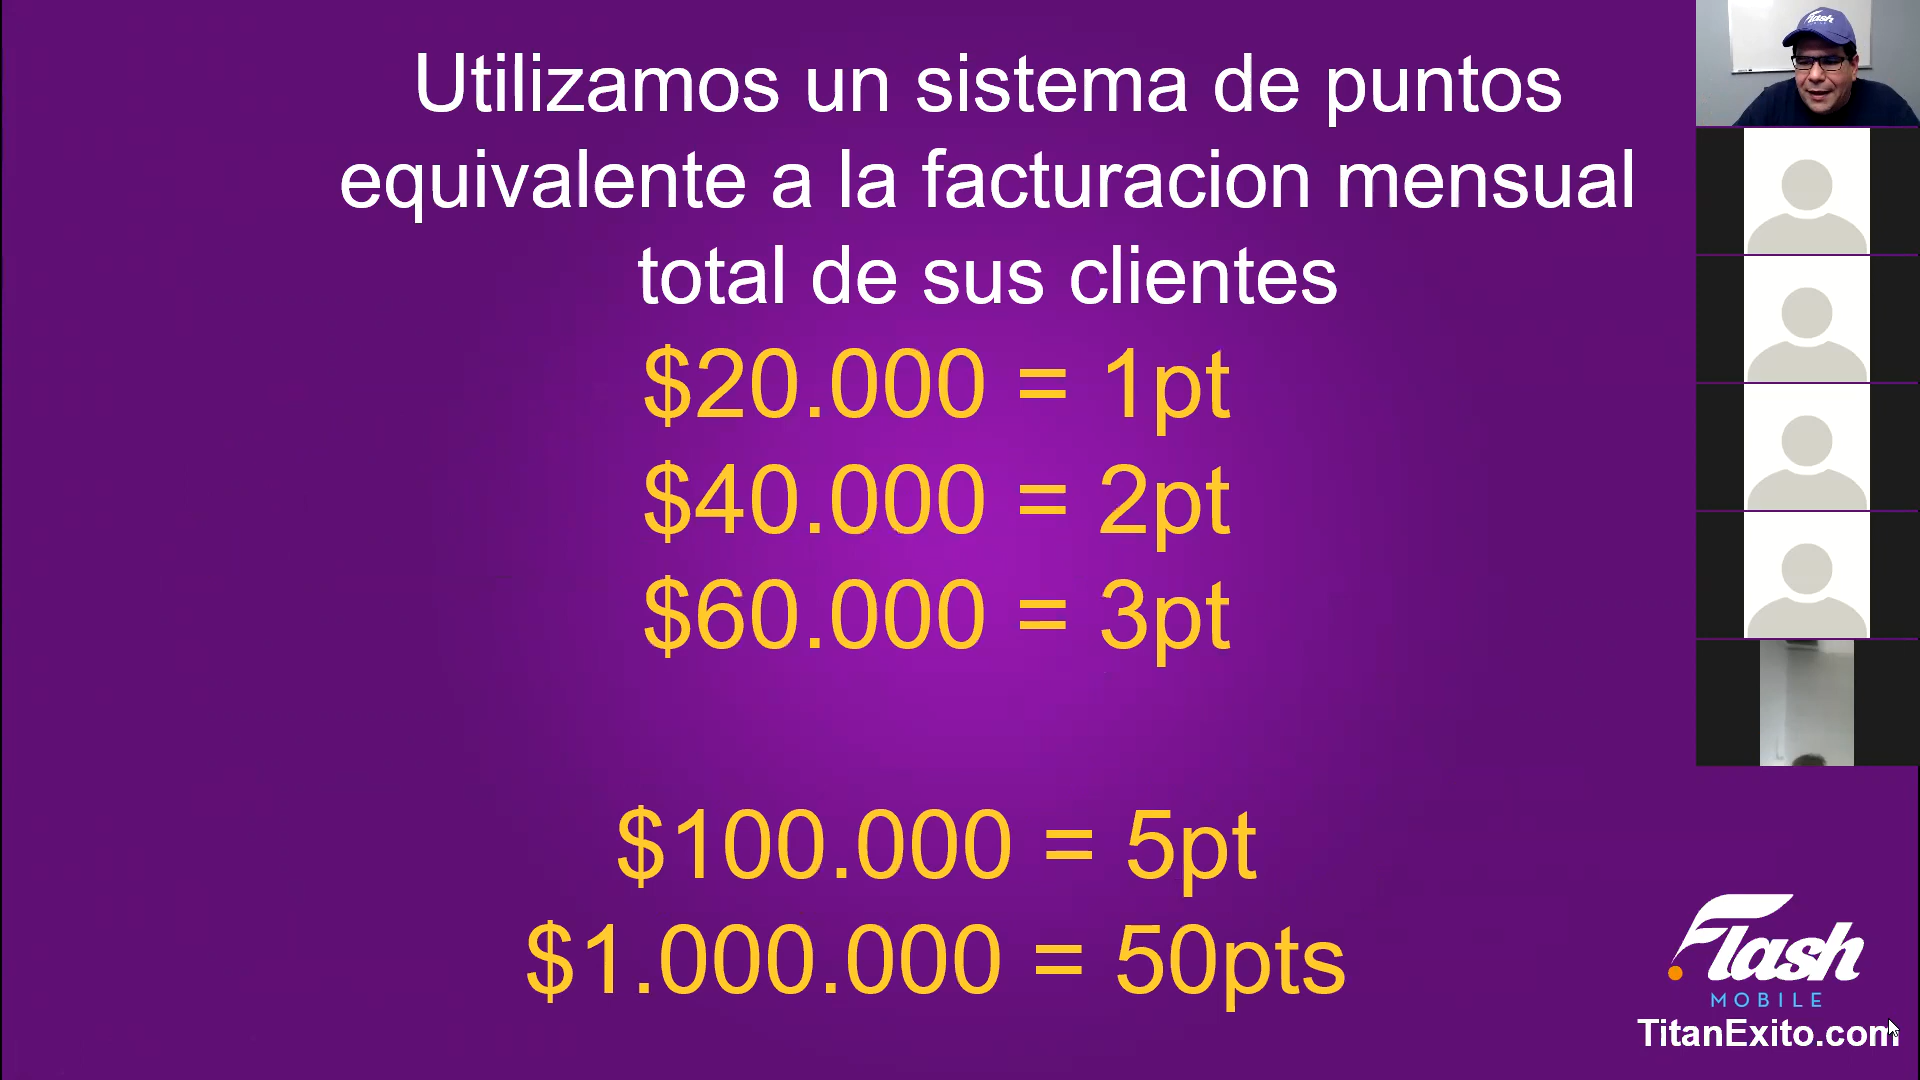 Utilizamos un sistema de puntos
equivalente a la facturacion mensual
total de sus clientes
$20.000 = 1pt
$40.000 = 2pt
$60.000 = 3pt
$100.000 = 5pt
$1.000.000 = 50pts
Flash
MOBILE
TitanExito.com
Flash